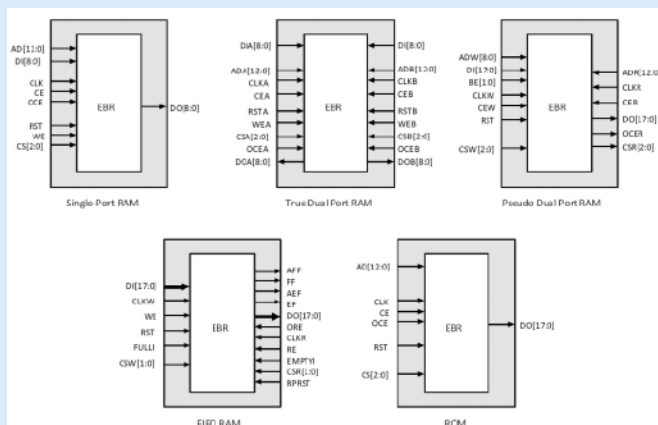 AD[12:0]
DI[8:0]
CLK
CE
OCE
RST
WE
CS[2:0]
EBR
DO[8:0]
Single-Port RAM
DIA[8:0]
ADA[12:0]
CLKA
CEA
RSTA
WEA
CSA[2:0]
OCEA
DOA[8:0]
EBR
DI[8:0]
ADB[12:0]
CLKB
CEB
RSTB
WEB
CSB[2:0]
OCEB
DOB[8:0]
True Dual Port RAM
ADW[8:0]
DI[17:0]
BE[1:0]
CLKW
CEW
RST
CSW[2:0]
EBR
ADR[12:0]
CLKR
CER
DO[17:0]
OCER
CSR[2:0]
Pseudo Dual Port RAM
DI[17:0]
CLKW
WE
RST
FULLI
CSW[1:0]
EBR
AFF
FF
AEF
EF
DO[17:0]
ORE
CLKR
RE
EMPTYI
CSR[1:0]
RPRST
FIFO RAM
AD[12:0]
CLK
CE
OCE
RST
CS[2:0]
EBR
DO[17:0]
ROM